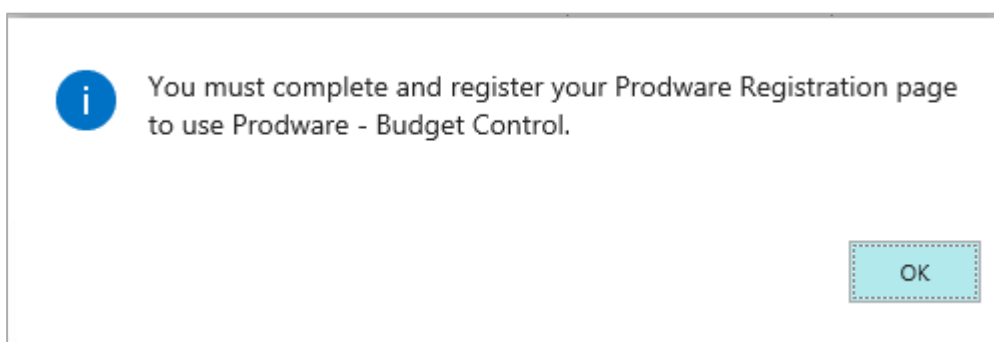 You must complete and register your Prodware Registration page
to use Prodware - Budget Control.
OK